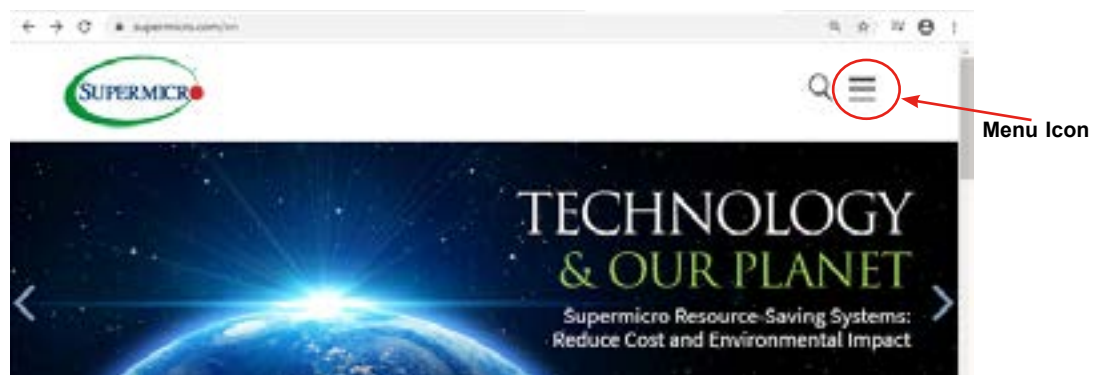 supermicro.com/en
SUPERMICRO
Menu Icon
TECHNOLOGY
& OUR PLANET
Supermicro Resource-Saving Systems:
Reduce Cost and Environmental Impact